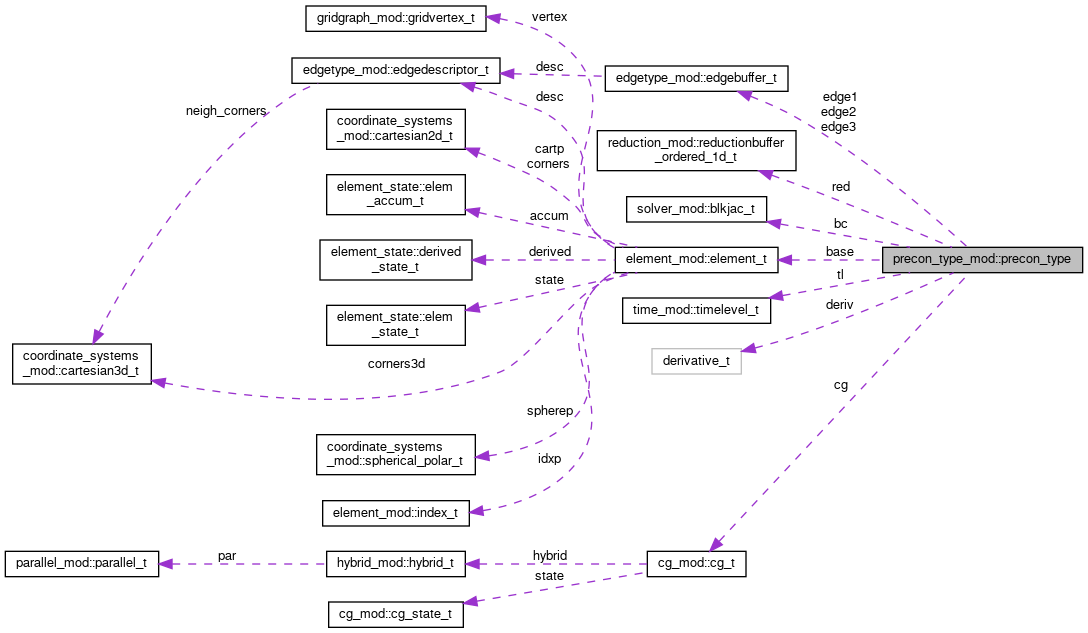 gridgraph_mod::gridvertex_t
vertex
edgetype_mod::edgedescriptor_t
desc
edgetype_mod::edgebuffer_t
desc
edge1
edge2
edge3
neigh_corners
coordinate_systems
_mod::cartesian2d_t
cartp
corners
reduction_mod::reductionbuffer
_ordered_1d_t
red
element_state::elem
_accum_t
accum
solver_mod::blkjac_t
bc
element_state::derived
_state_t
derived
element_mod::element_t
base
precon_type_mod::precon_type
state
tl
element_state::elem
_state_t
time_mod::timelevel_t
deriv
coordinate_systems
_mod::cartesian3d_t
corners3d
derivative_t
cg
spherep
coordinate_systems
_mod::spherical_polar_t
idxp
element_mod::index_t
parallel_mod::parallel_t
par
hybrid_mod::hybrid_t
hybrid
cg_mod::cg_t
state
cg_mod::cg_state_t